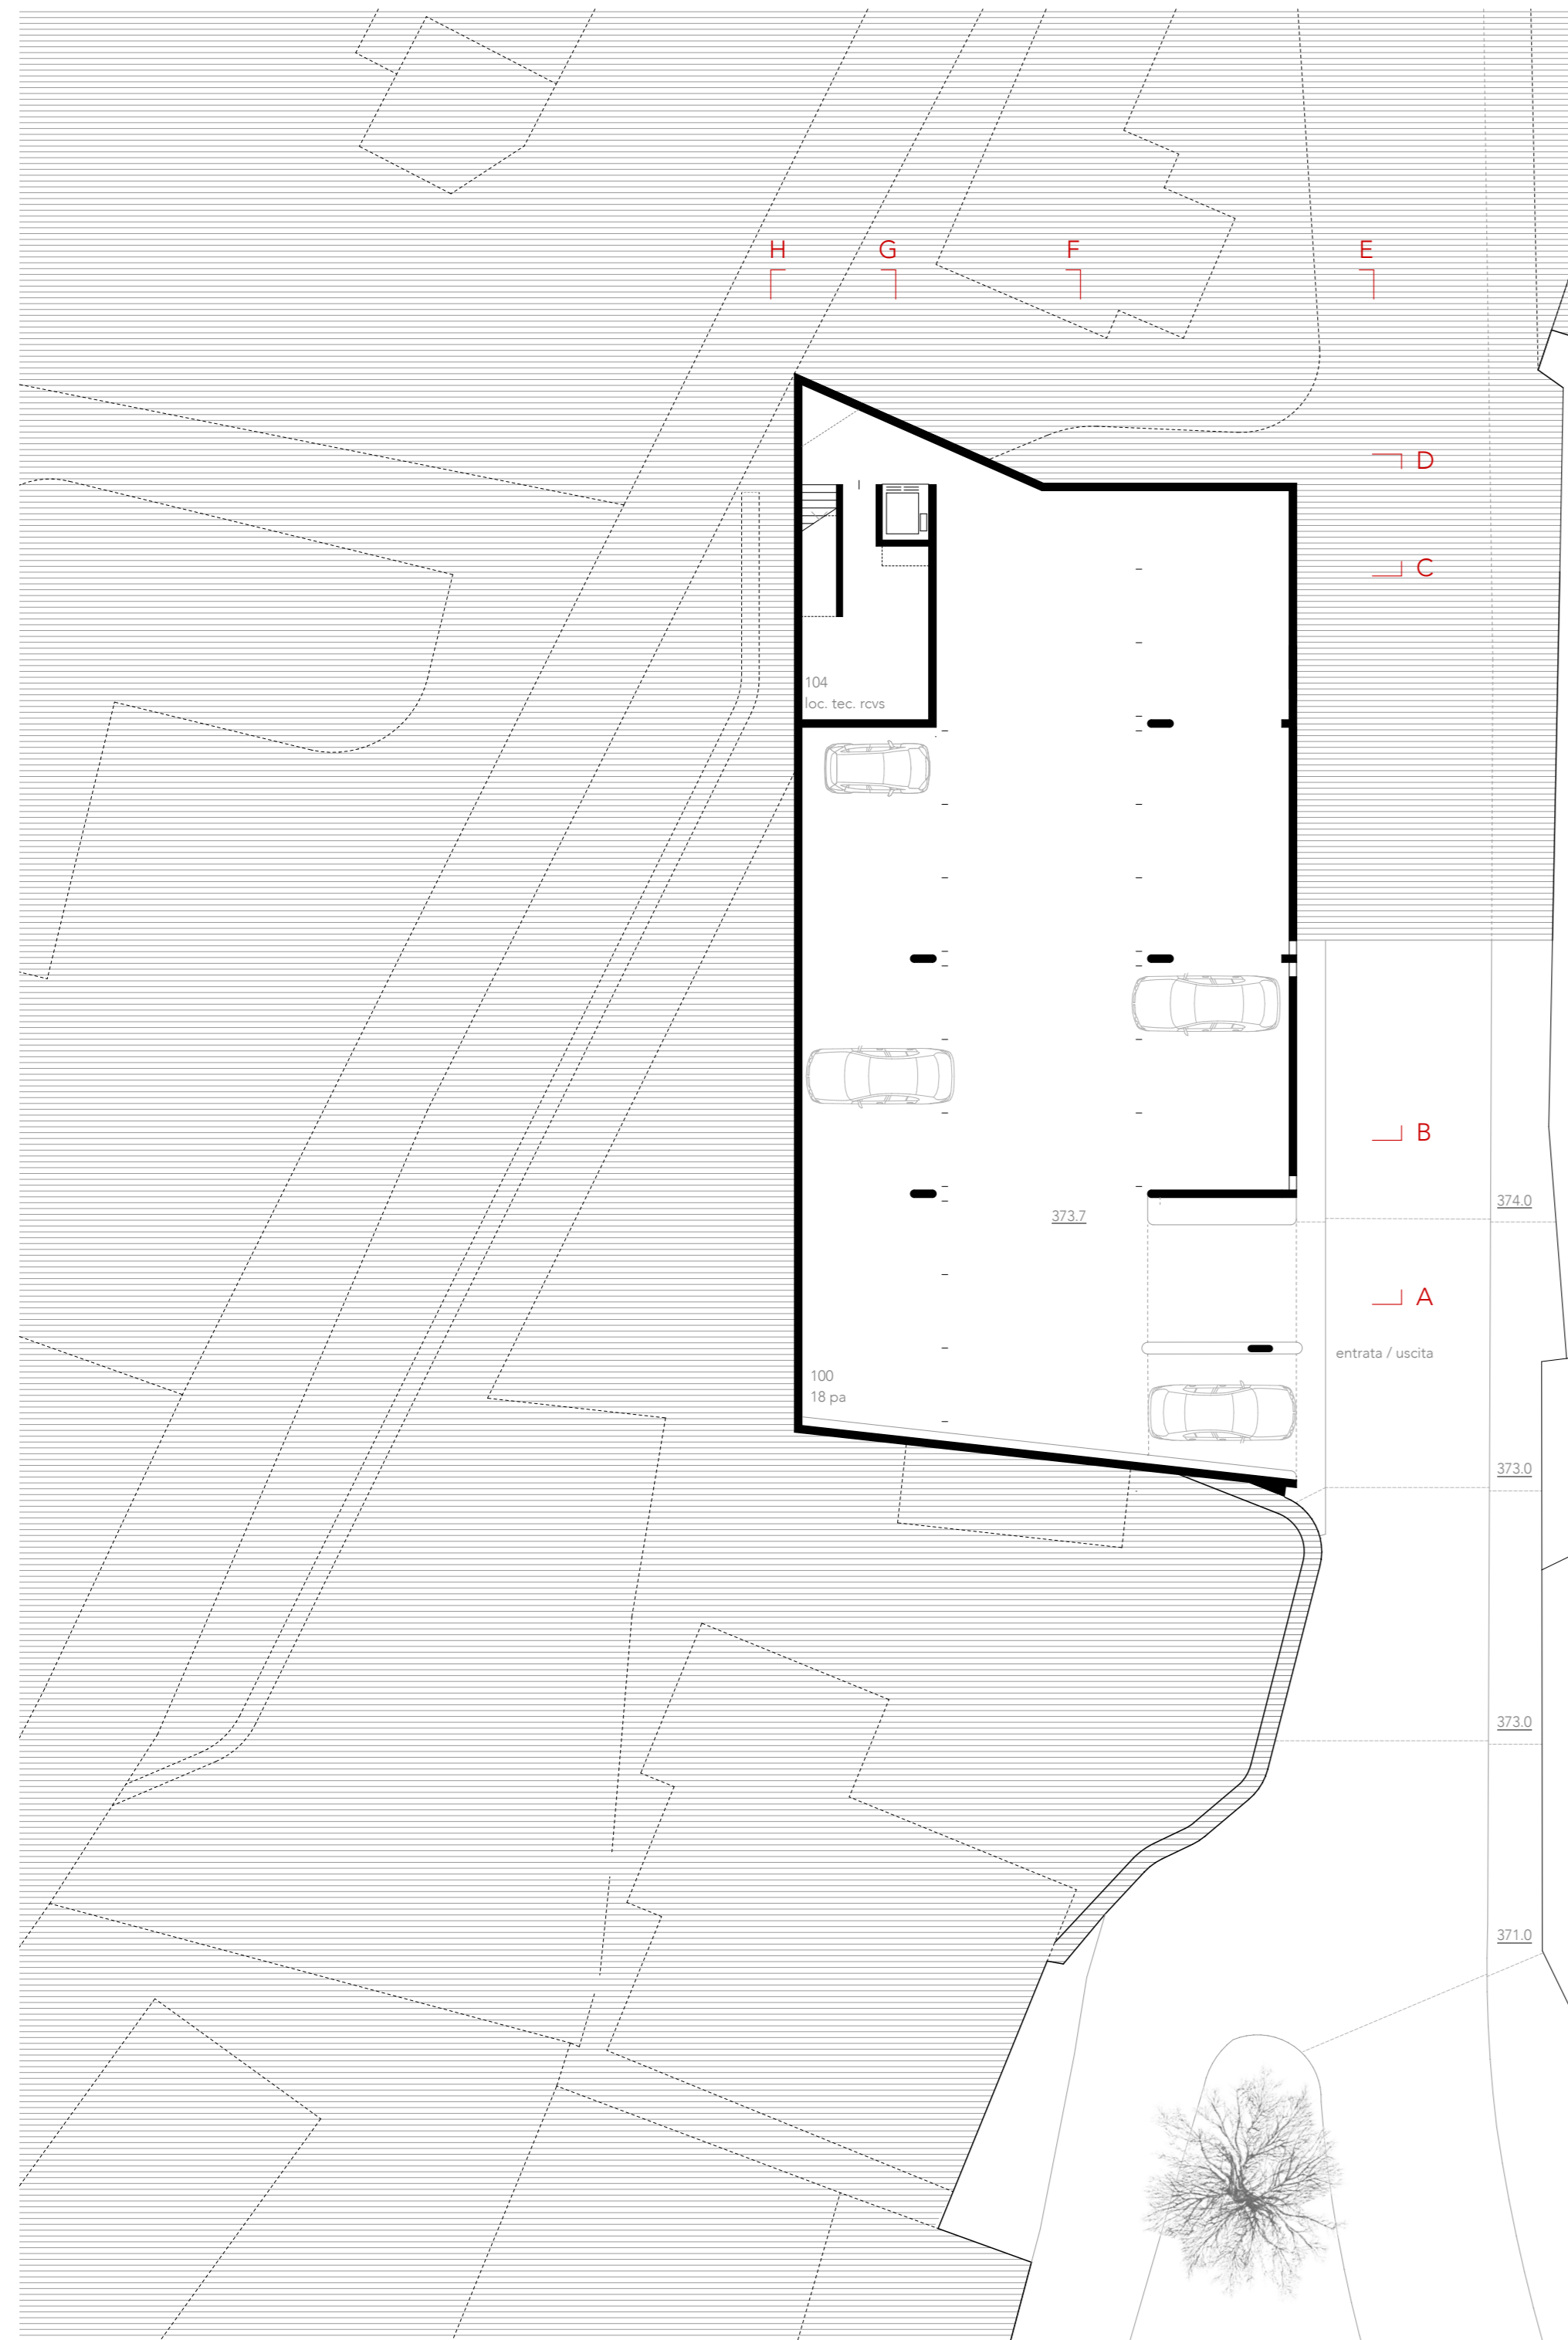 H G F E
D
C
104
loc. tec. rcvs
B
374.0
373.7
A
entrata / uscita
100
18 pa
373.0
373.0
371.0